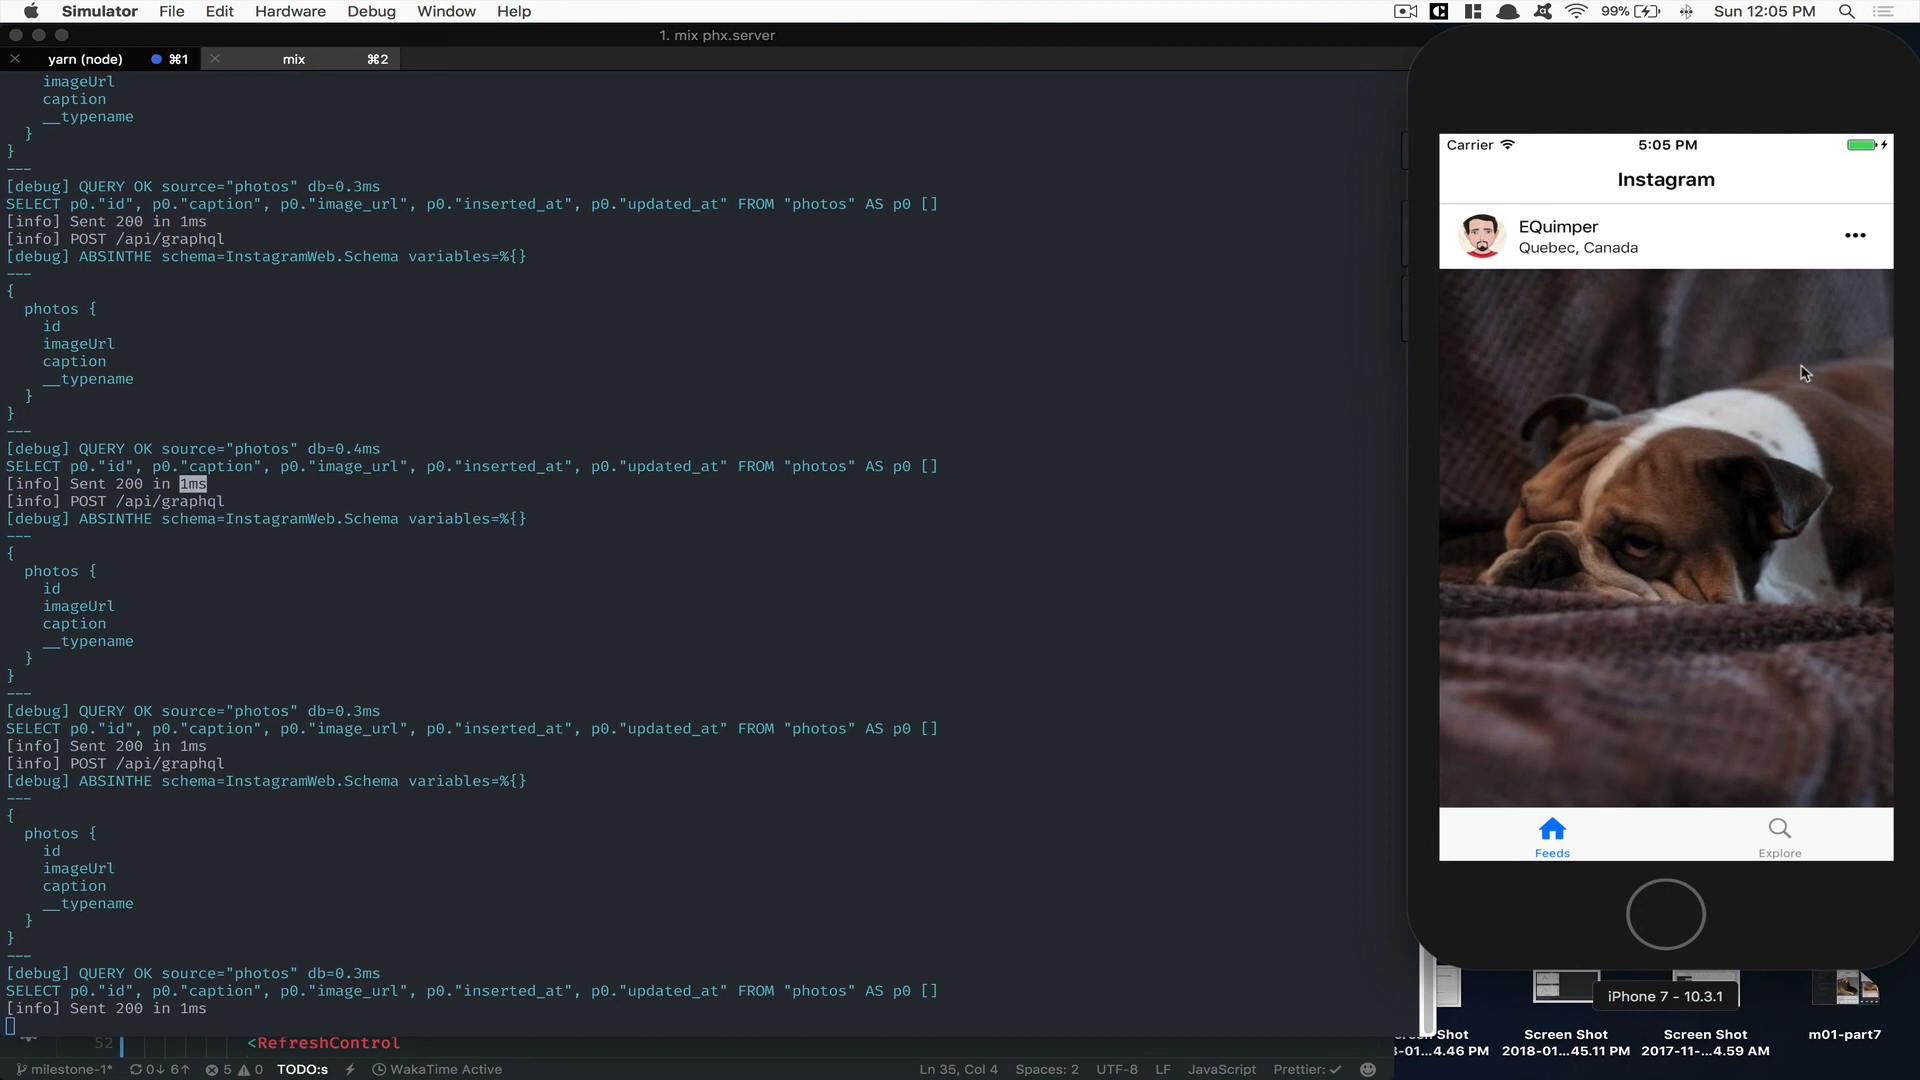 Simulator File Edit Hardware Debug Window Help 99% Sun 12:05 PM
1. mix phx.server
yarn (node) ⌘1 mix ⌘2
imageUrl
caption
__typename
}
}
---
[debug] QUERY OK source="photos" db=0.3ms
SELECT p0."id", p0."caption", p0."image_url", p0."inserted_at", p0."updated_at" FROM "photos" AS p0 []
[info] Sent 200 in 1ms
[info] POST /api/graphql
[debug] ABSINTHE schema=InstagramWeb.Schema variables=%{}
---
{
photos {
id
imageUrl
caption
__typename
}
}
---
[debug] QUERY OK source="photos" db=0.4ms
SELECT p0."id", p0."caption", p0."image_url", p0."inserted_at", p0."updated_at" FROM "photos" AS p0 []
[info] Sent 200 in 1ms
[info] POST /api/graphql
[debug] ABSINTHE schema=InstagramWeb.Schema variables=%{}
---
{
photos {
id
imageUrl
caption
__typename
}
}
---
[debug] QUERY OK source="photos" db=0.3ms
SELECT p0."id", p0."caption", p0."image_url", p0."inserted_at", p0."updated_at" FROM "photos" AS p0 []
[info] Sent 200 in 1ms
[info] POST /api/graphql
[debug] ABSINTHE schema=InstagramWeb.Schema variables=%{}
---
{
photos {
id
imageUrl
caption
__typename
}
}
---
[debug] QUERY OK source="photos" db=0.3ms
SELECT p0."id", p0."caption", p0."image_url", p0."inserted_at", p0."updated_at" FROM "photos" AS p0 []
[info] Sent 200 in 1ms
52 <RefreshControl
milestone-1* 0↓ 6↑ 5 0 TODO:s WakaTime Active Ln 35, Col 4 Spaces: 2 UTF-8 LF JavaScript Prettier: ✓
Carrier 5:05 PM
Instagram
EQuimper
Quebec, Canada
•••
Feeds Explore
iPhone 7 - 10.3.1
Shot Screen Shot Screen Shot m01-part7
-01...4.46 PM 2018-01...45.11 PM 2017-11-...4.59 AM